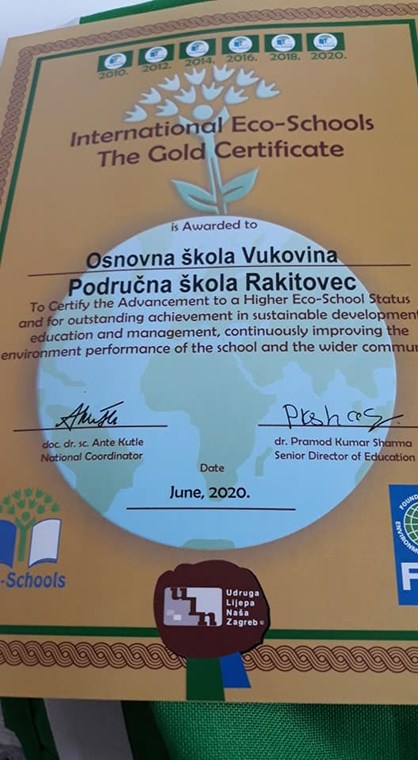 2010. 2012. 2014. 2016. 2018. 2020.
International Eco-Schools
The Gold Certificate
is Awarded to
Osnovna škola Vukovina
Područna škola Rakitovec
To Certify the Advancement to a Higher Eco-School Status
and for outstanding achievement in sustainable development
education and management, continuously improving the
environment performance of the school and the wider commun
doc. dr. sc. Ante Kutle
National Coordinator
dr. Pramod Kumar Sharma
Senior Director of Education
Date
June, 2020.
-Schools
FOUND
ENVIRONME
F
Udruga
Lijepa
Naša
Zagreb